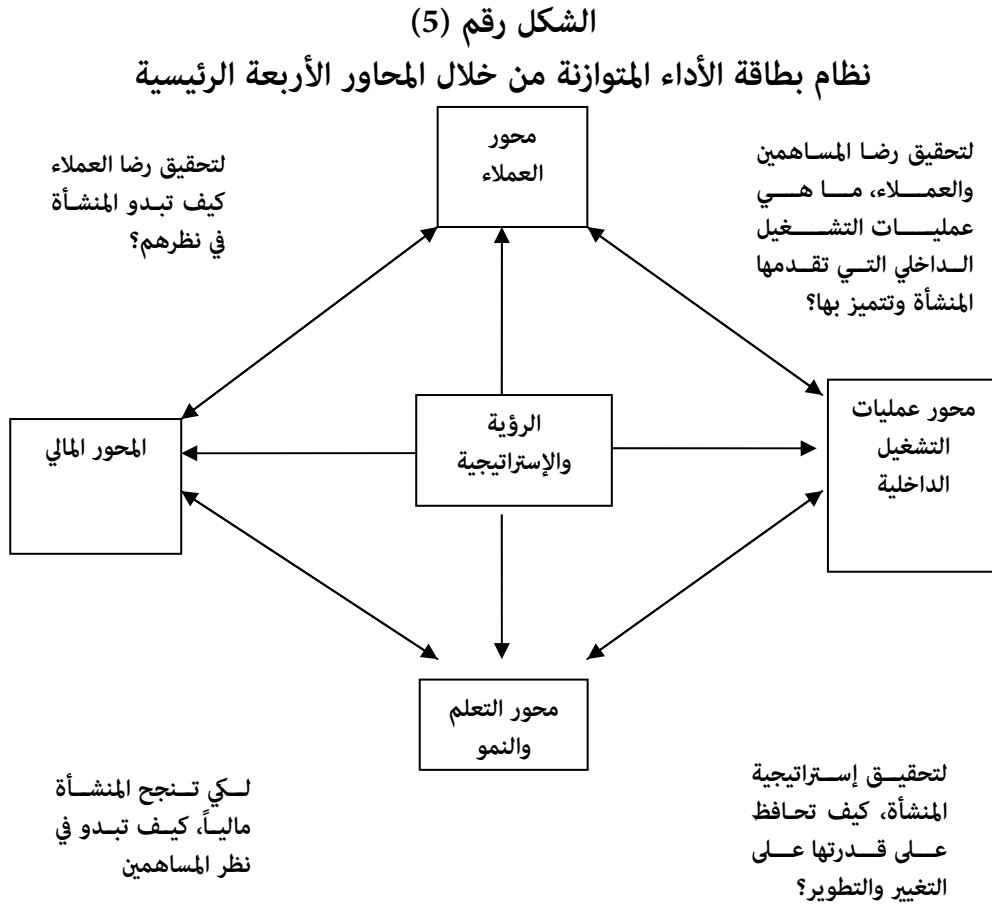 الشكل رقم (5)
نظام بطاقة الأداء المتوازنة من خلال المحاور الأربعة الرئيسية
محور
العملاء
لتحقيق رضا المساهمين
والعملاء، ما هي
عمليات التشغيل
الداخلي التي تقدمها
المنشأة وتتميز بها؟
لتحقيق رضا العملاء
كيف تبدو المنشأة
في نظرهم؟
محور عمليات
التشغيل
الداخلية
الرؤية
والإستراتيجية
المحور المالي
محور التعلم
والنمو
لتحقيق إستراتيجية
المنشأة، كيف تحافظ
على قدرتها على
التغيير والتطوير؟
لكي تنجح المنشأة
مالياً، كيف تبدو في
نظر المساهمين